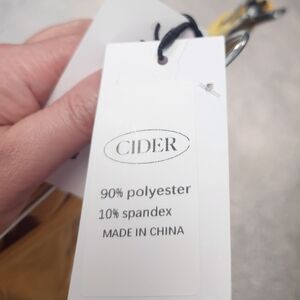 CIDER
90% polyester
10% spandex
MADE IN CHINA